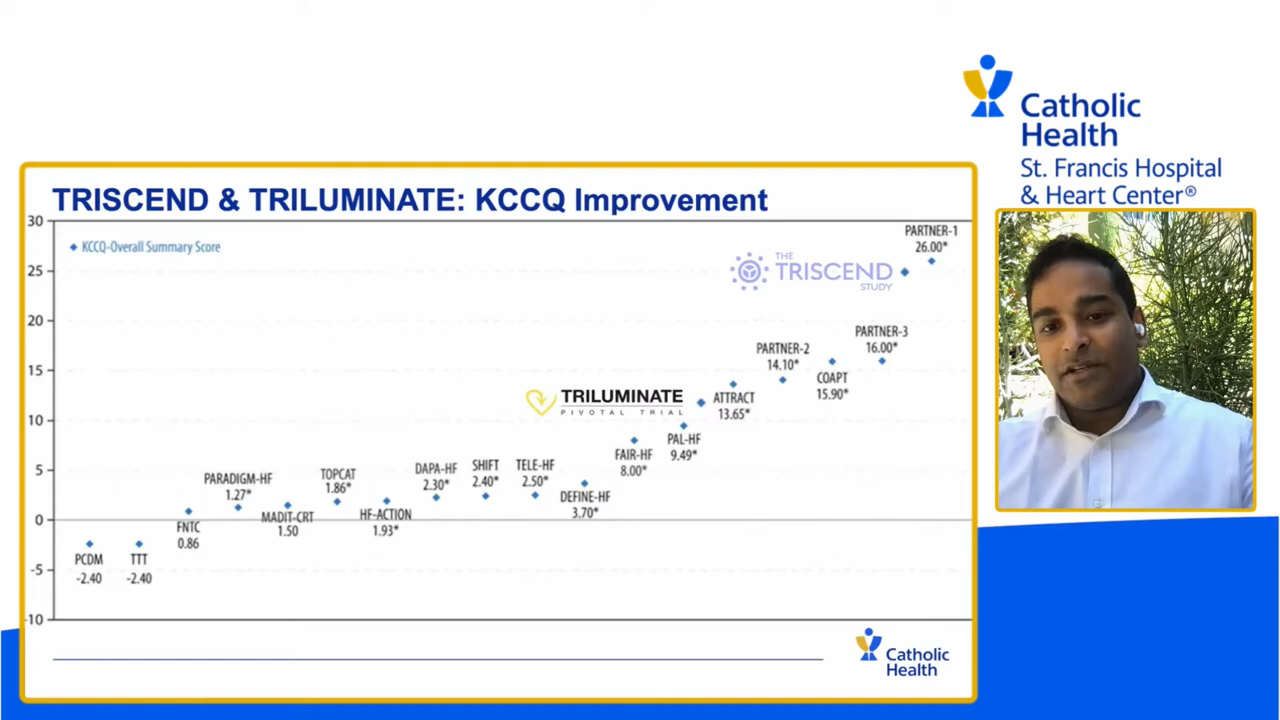 Catholic
Health
St. Francis Hospital
& Heart Center®
TRISCEND & TRILUMINATE: KCCQ Improvement
30
25
20
15
10
5
0
-5
-10
KCCQ-Overall Summary Score
PCDM
-2.40
TTT
-2.40
FNTC
0.86
PARADIGM-HF
1.27*
MADIT-CRT
1.50
TOPCAT
1.86*
HF-ACTION
1.93*
DAPA-HF
2.30*
SHIFT
2.40*
TELE-HF
2.50*
DEFINE-HF
3.70*
FAIR-HF
8.00*
PAL-HF
9.49*
TRILUMINATE
PIVOTAL TRIAL
ATTRACT
13.65*
PARTNER-2
14.10*
COAPT
15.90*
PARTNER-3
16.00*
THE
TRISCEND
STUDY
PARTNER-1
26.00*
Catholic
Health